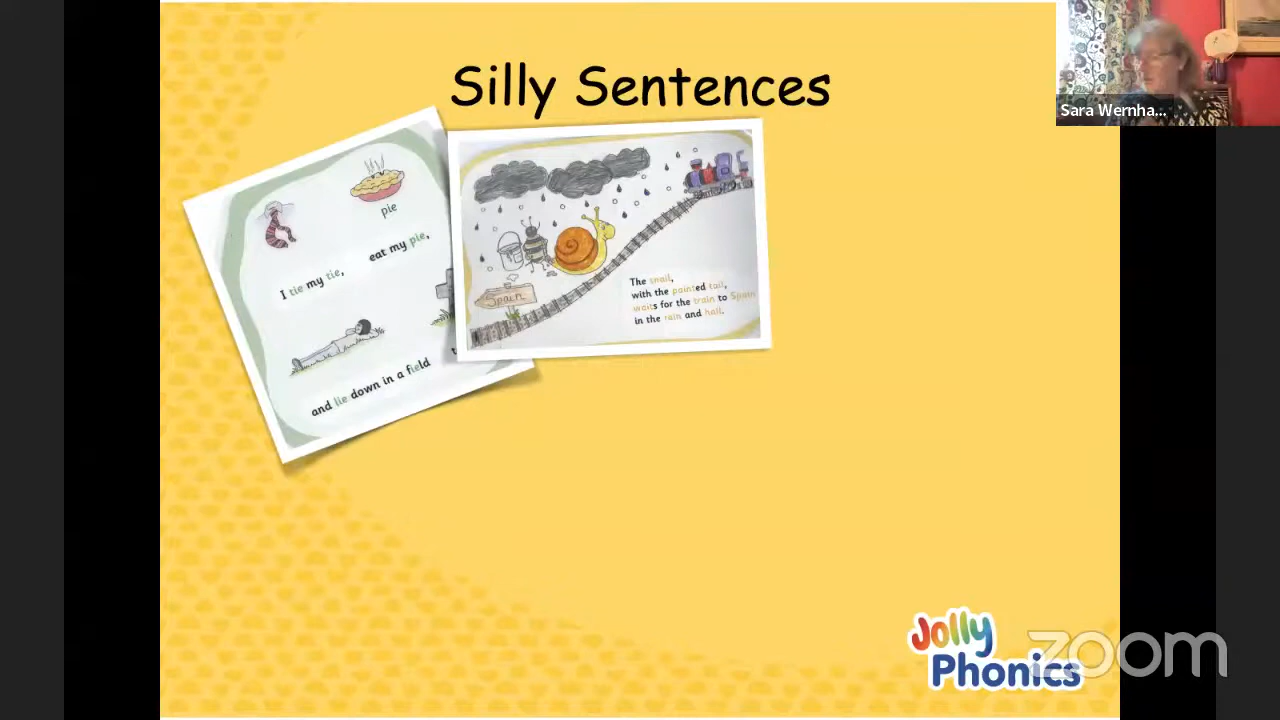 Silly Sentences
Sara Wernha...
pie
I tie my tie,
eat my pie,
and lie down in a field
Spain
The snail,
with the painted tail,
waits for the train to Spain
in the rain and hail.
Jolly
Phonics
zoom